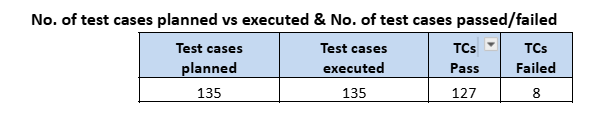 No. of test cases planned vs executed & No. of test cases passed/failed
Test cases planned Test cases executed TCs Pass TCs Failed
135 135 127 8